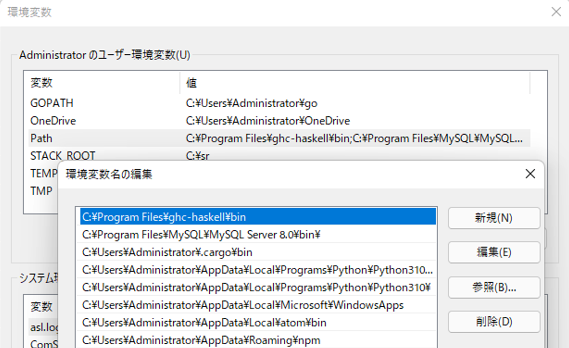 環境変数
Administrator のユーザー環境変数(U)
変数 値
GOPATH C:¥Users¥Administrator¥go
OneDrive C:¥Users¥Administrator¥OneDrive
Path C:¥Program Files¥ghc-haskell¥bin;C:¥Program Files¥MySQL¥MySQL...
STACK_ROOT C:¥sr
TEMP
TMP
環境変数名の編集
C:¥Program Files¥ghc-haskell¥bin
新規(N)
C:¥Program Files¥MySQL¥MySQL Server 8.0¥bin¥
C:¥Users¥Administrator¥.cargo¥bin
編集(E)
C:¥Users¥Administrator¥AppData¥Local¥Programs¥Python¥Python310...
C:¥Users¥Administrator¥AppData¥Local¥Programs¥Python¥Python310¥
参照(B)...
C:¥Users¥Administrator¥AppData¥Local¥Microsoft¥WindowsApps
C:¥Users¥Administrator¥AppData¥Local¥atom¥bin
削除(D)
C:¥Users¥Administrator¥AppData¥Roaming¥npm
システム
変数
asl.log
ComS